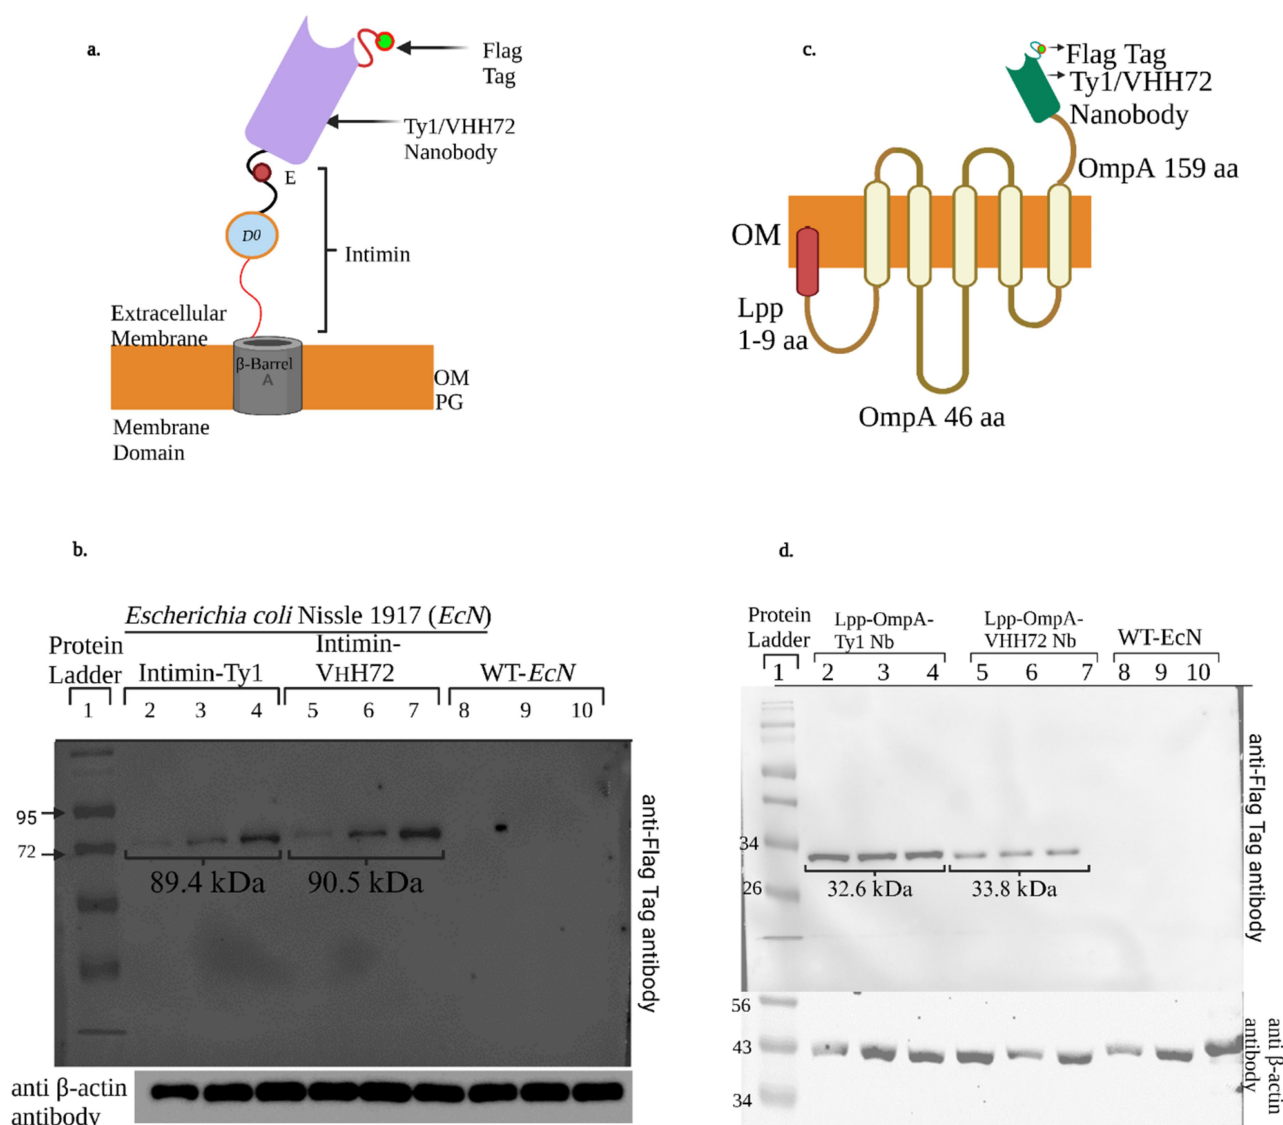 a.
Flag
Tag
Ty1/VHH72
Nanobody
E
D0
Intimin
Extracellular
Membrane
β-Barrel
A
OM
PG
Membrane
Domain
c.
Flag Tag
Ty1/VHH72
Nanobody
OmpA 159 aa
OM
Lpp
1-9 aa
OmpA 46 aa
b.
Escherichia coli Nissle 1917 (EcN)
Protein
Ladder
Intimin-Ty1
Intimin-
VHH72
WT-EcN
1 2 3 4 5 6 7 8 9 10
95
72
89.4 kDa
90.5 kDa
anti-Flag Tag antibody
anti β-actin
antibody
d.
Protein
Ladder
Lpp-OmpA-
Ty1 Nb
Lpp-OmpA-
VHH72 Nb
WT-EcN
1 2 3 4 5 6 7 8 9 10
34
26
32.6 kDa
33.8 kDa
anti-Flag Tag antibody
56
43
34
anti β-actin
antibody